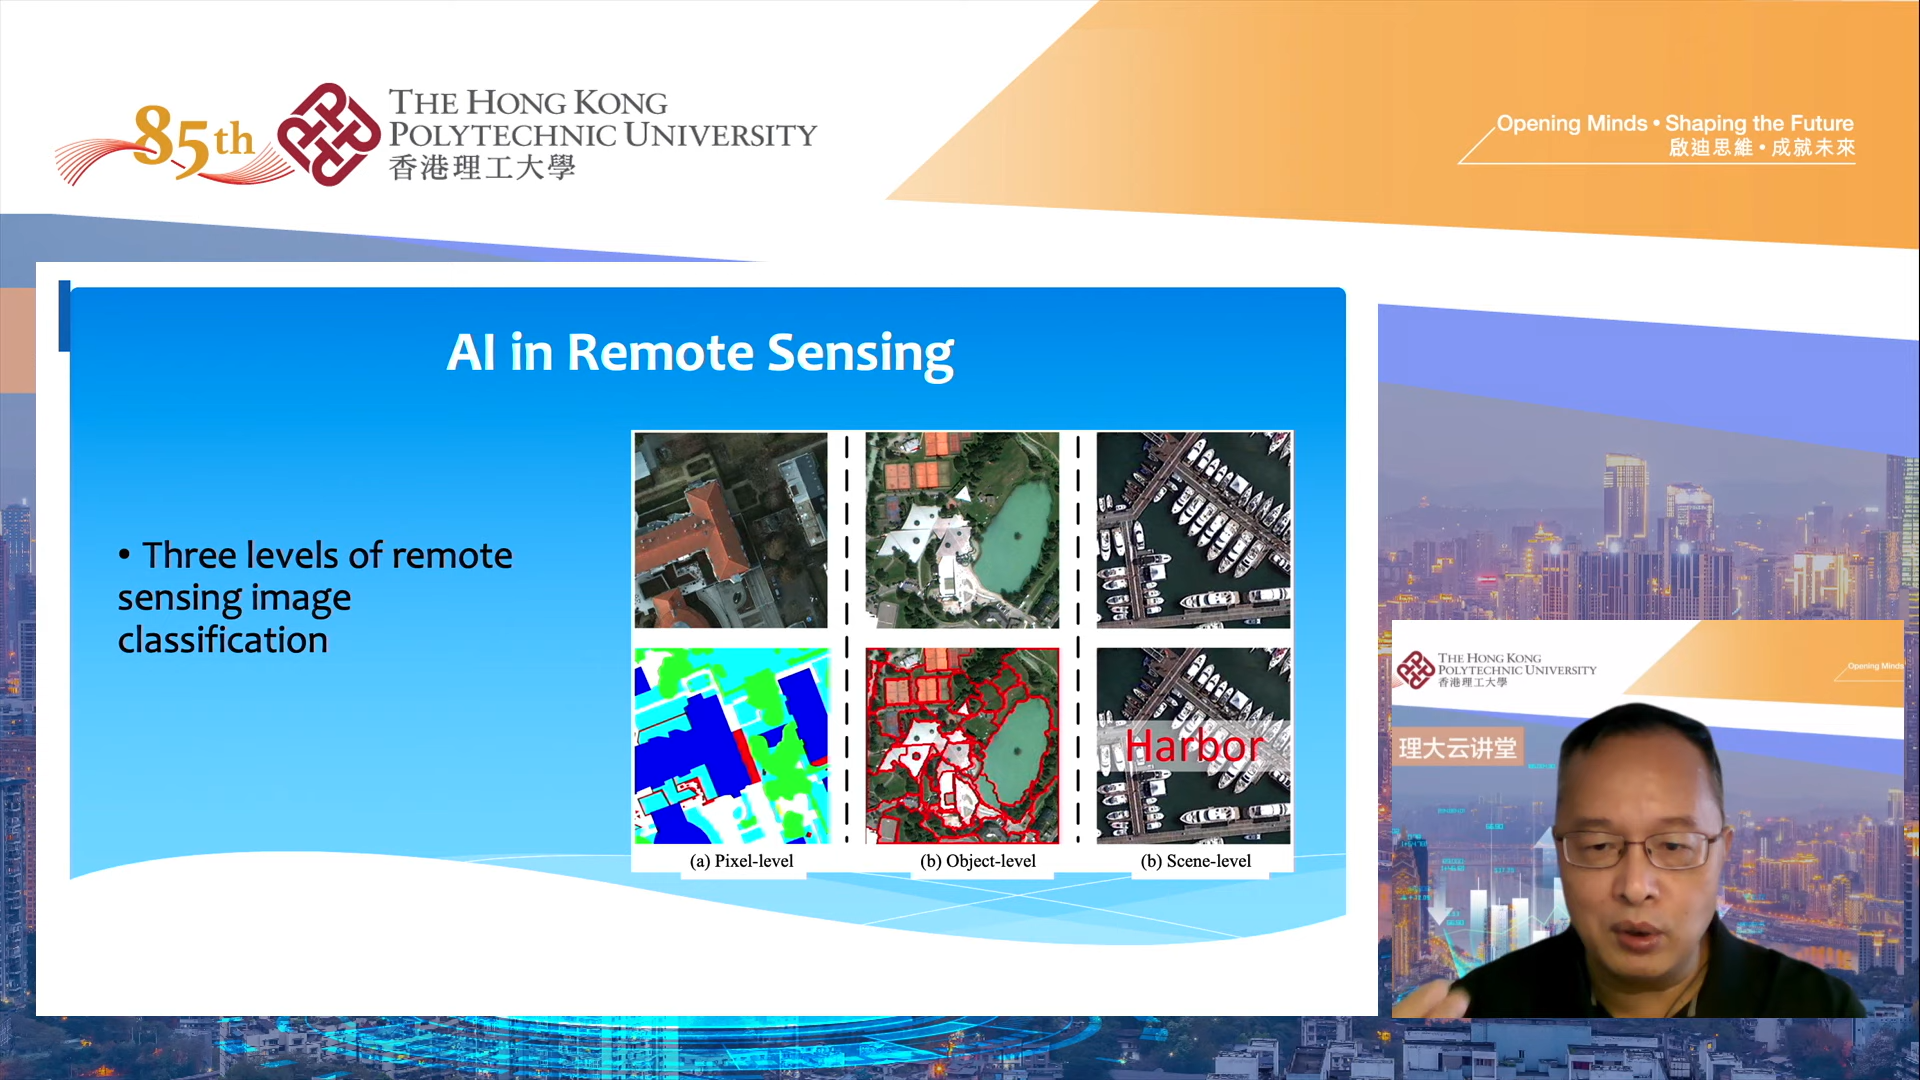 85th
THE HONG KONG
POLYTECHNIC UNIVERSITY
香港理工大學
Opening Minds • Shaping the Future
啟迪思維 • 成就未來
AI in Remote Sensing
• Three levels of remote
sensing image
classification
Harbor
(a) Pixel-level
(b) Object-level
(b) Scene-level
THE HONG KONG
POLYTECHNIC UNIVERSITY
香港理工大學
Opening Minds
理大云讲堂